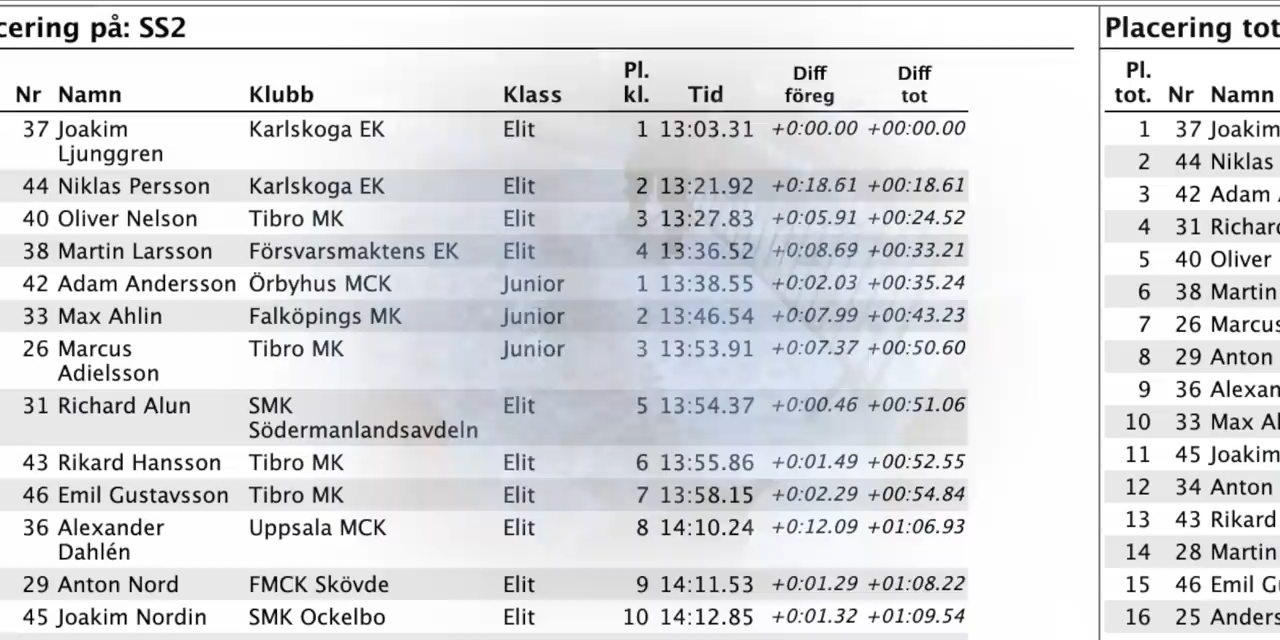 cering på: SS2
Nr Namn Klubb Klass Pl. kl. Tid Diff föreg Diff tot
37 Joakim Ljunggren Karlskoga EK Elit 1 13:03.31 +0:00.00 +00:00.00
44 Niklas Persson Karlskoga EK Elit 2 13:21.92 +0:18.61 +00:18.61
40 Oliver Nelson Tibro MK Elit 3 13:27.83 +0:05.91 +00:24.52
38 Martin Larsson Försvarsmaktens EK Elit 4 13:36.52 +0:08.69 +00:33.21
42 Adam Andersson Örbyhus MCK Junior 1 13:38.55 +0:02.03 +00:35.24
33 Max Ahlin Falköpings MK Junior 2 13:46.54 +0:07.99 +00:43.23
26 Marcus Adielsson Tibro MK Junior 3 13:53.91 +0:07.37 +00:50.60
31 Richard Alun SMK Södermanlandsavdeln Elit 5 13:54.37 +0:00.46 +00:51.06
43 Rikard Hansson Tibro MK Elit 6 13:55.86 +0:01.49 +00:52.55
46 Emil Gustavsson Tibro MK Elit 7 13:58.15 +0:02.29 +00:54.84
36 Alexander Dahlén Uppsala MCK Elit 8 14:10.24 +0:12.09 +01:06.93
29 Anton Nord FMCK Skövde Elit 9 14:11.53 +0:01.29 +01:08.22
45 Joakim Nordin SMK Ockelbo Elit 10 14:12.85 +0:01.32 +01:09.54
Placering tot
Pl. tot. Nr Namn
1 37 Joakim
2 44 Niklas
3 42 Adam
4 31 Richard
5 40 Oliver
6 38 Martin
7 26 Marcus
8 29 Anton
9 36 Alexan
10 33 Max Al
11 45 Joakim
12 34 Anton
13 43 Rikard
14 28 Martin
15 46 Emil Gu
16 25 Anders